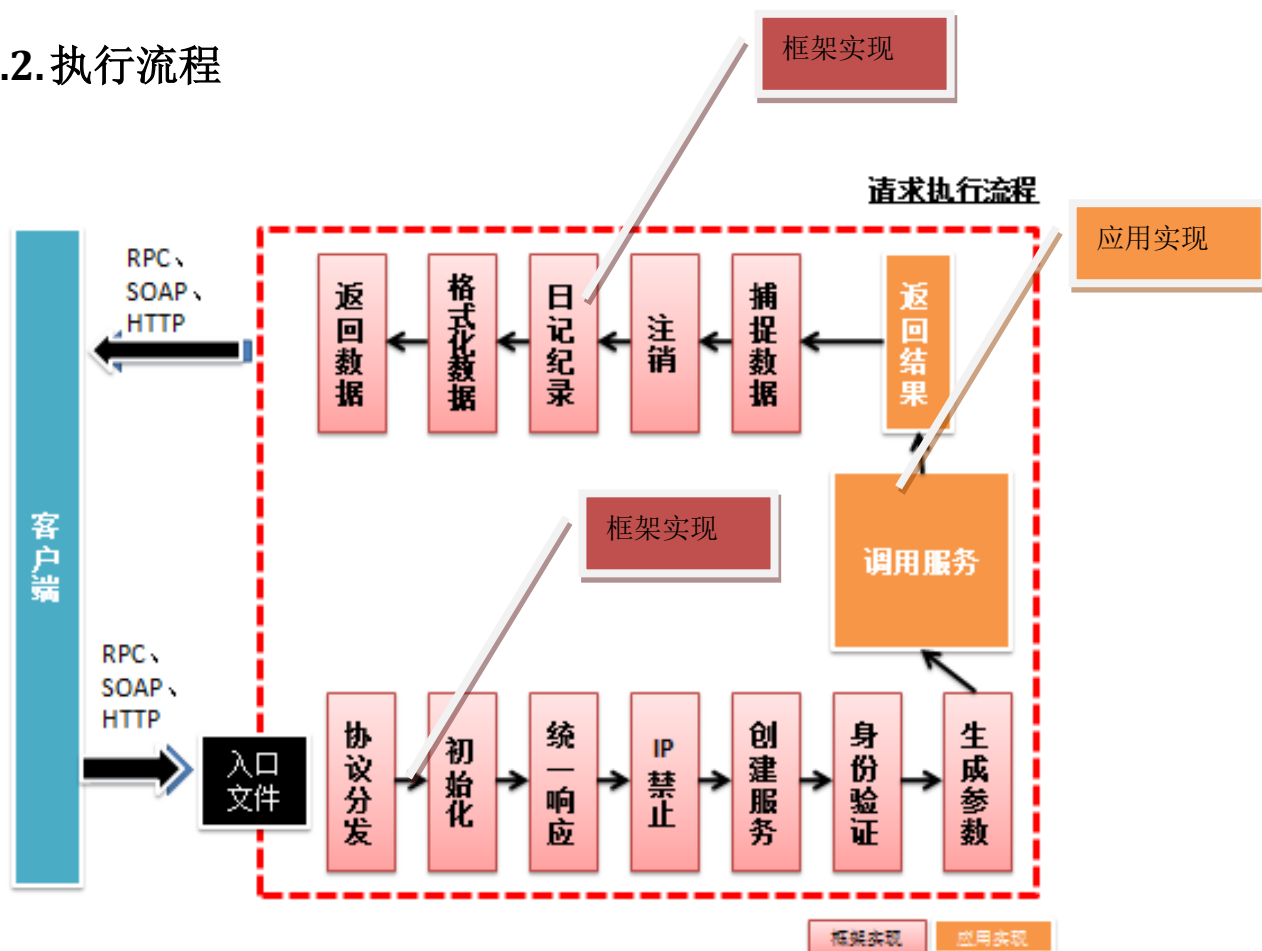 .2.执行流程
框架实现
请求执行流程
应用实现
RPC、
SOAP、
HTTP
返回数据
格式化数据
日记纪录
注销
捕捉数据
返回结果
客户端
框架实现
调用服务
RPC、
SOAP、
HTTP
入口
文件
协议分发
初始化
统一响应
IP禁止
创建服务
身份验证
生成参数
框架实现
应用实现